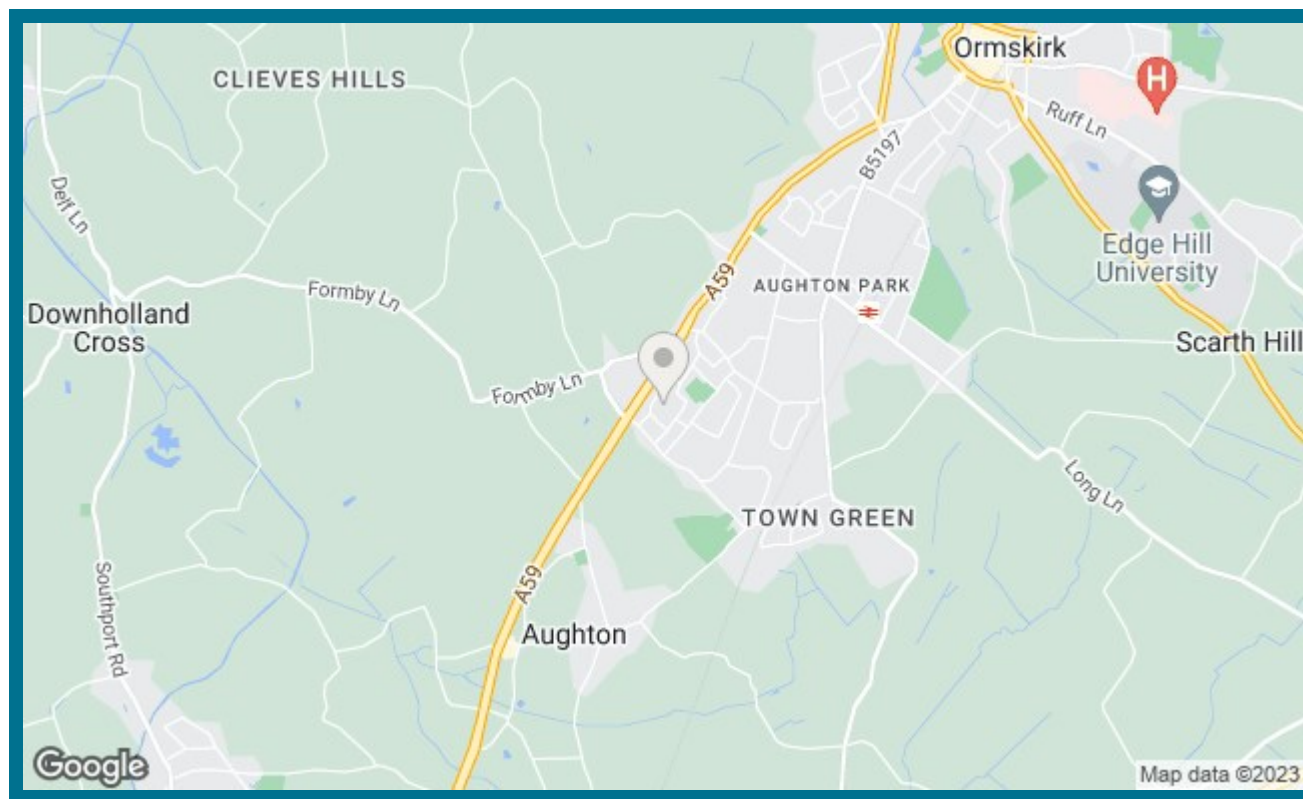 Ormskirk
CLIEVES HILLS
H
Ruff Ln
B5197
Delf Ln
Edge Hill
University
A59
AUGHTON PARK
Formby Ln
Downholland
Cross
Scarth Hill
Formby Ln
Long Ln
TOWN GREEN
Southport Rd
A59
Aughton
Google
Map data ©2023